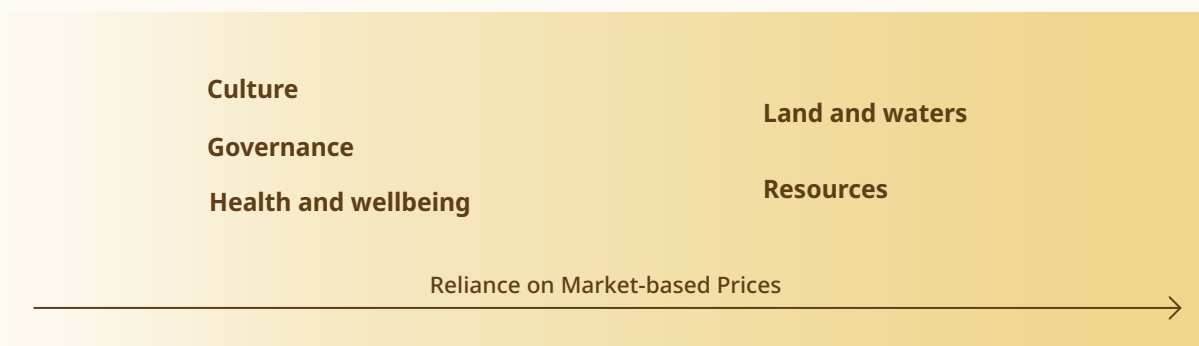 Culture
Governance
Health and wellbeing
Land and waters
Resources
Reliance on Market-based Prices